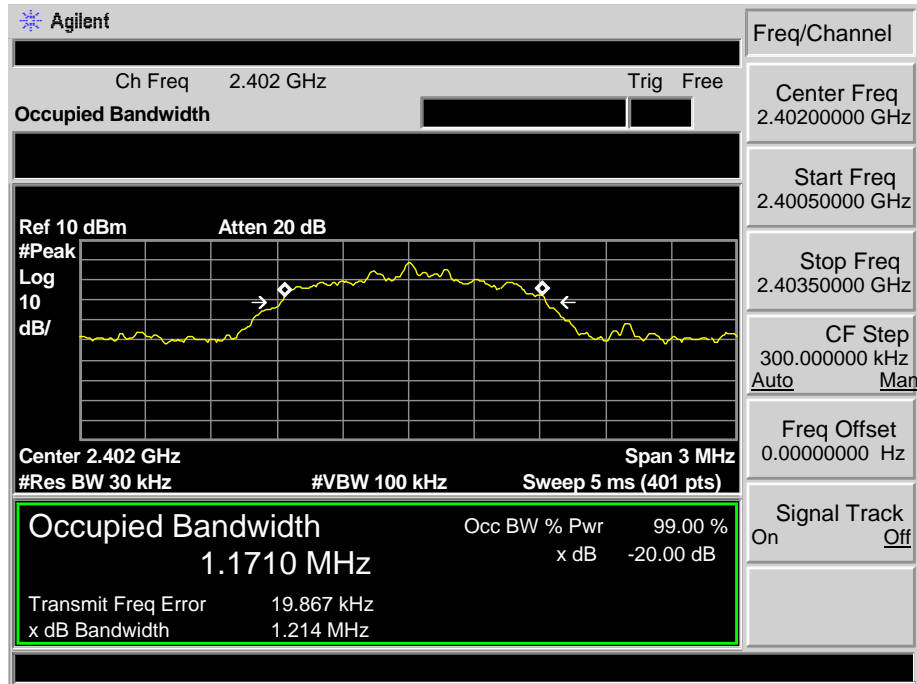 Agilent
Freq/Channel
Ch Freq 2.402 GHz Trig Free
Occupied Bandwidth
Center Freq
2.40200000 GHz
Start Freq
2.40050000 GHz
Ref 10 dBm Atten 20 dB
#Peak
Log
10
dB/
Stop Freq
2.40350000 GHz
CF Step
300.000000 kHz
Auto Man
Freq Offset
0.00000000 Hz
Center 2.402 GHz Span 3 MHz
#Res BW 30 kHz #VBW 100 kHz Sweep 5 ms (401 pts)
Signal Track
On Off
Occupied Bandwidth Occ BW % Pwr 99.00 %
1.1710 MHz x dB -20.00 dB
Transmit Freq Error 19.867 kHz
x dB Bandwidth 1.214 MHz